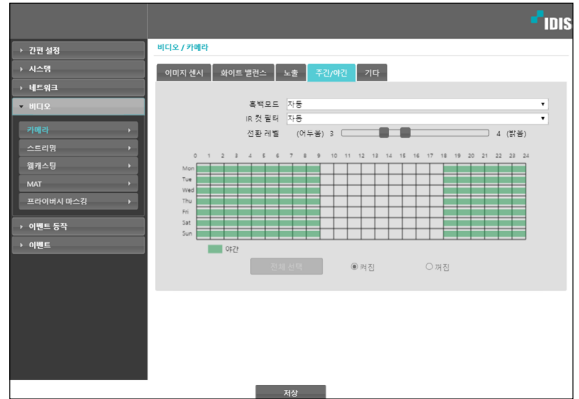 IDIS
간편 설정
시스템
네트워크
비디오
카메라
스트리밍
웹캐스팅
MAT
프라이버시 마스킹
이벤트 동작
이벤트
비디오 / 카메라
이미지 센서 화이트 밸런스 노출 주간/야간 기타
흑백모드 자동
IR 컷 필터 자동
전환 레벨 (어두움) 3 4 (밝음)
0 1 2 3 4 5 6 7 8 9 10 11 12 13 14 15 16 17 18 19 20 21 22 23 24
Mon
Tue
Wed
Thu
Fri
Sat
Sun
야간
전체 선택 켜짐 꺼짐
저장